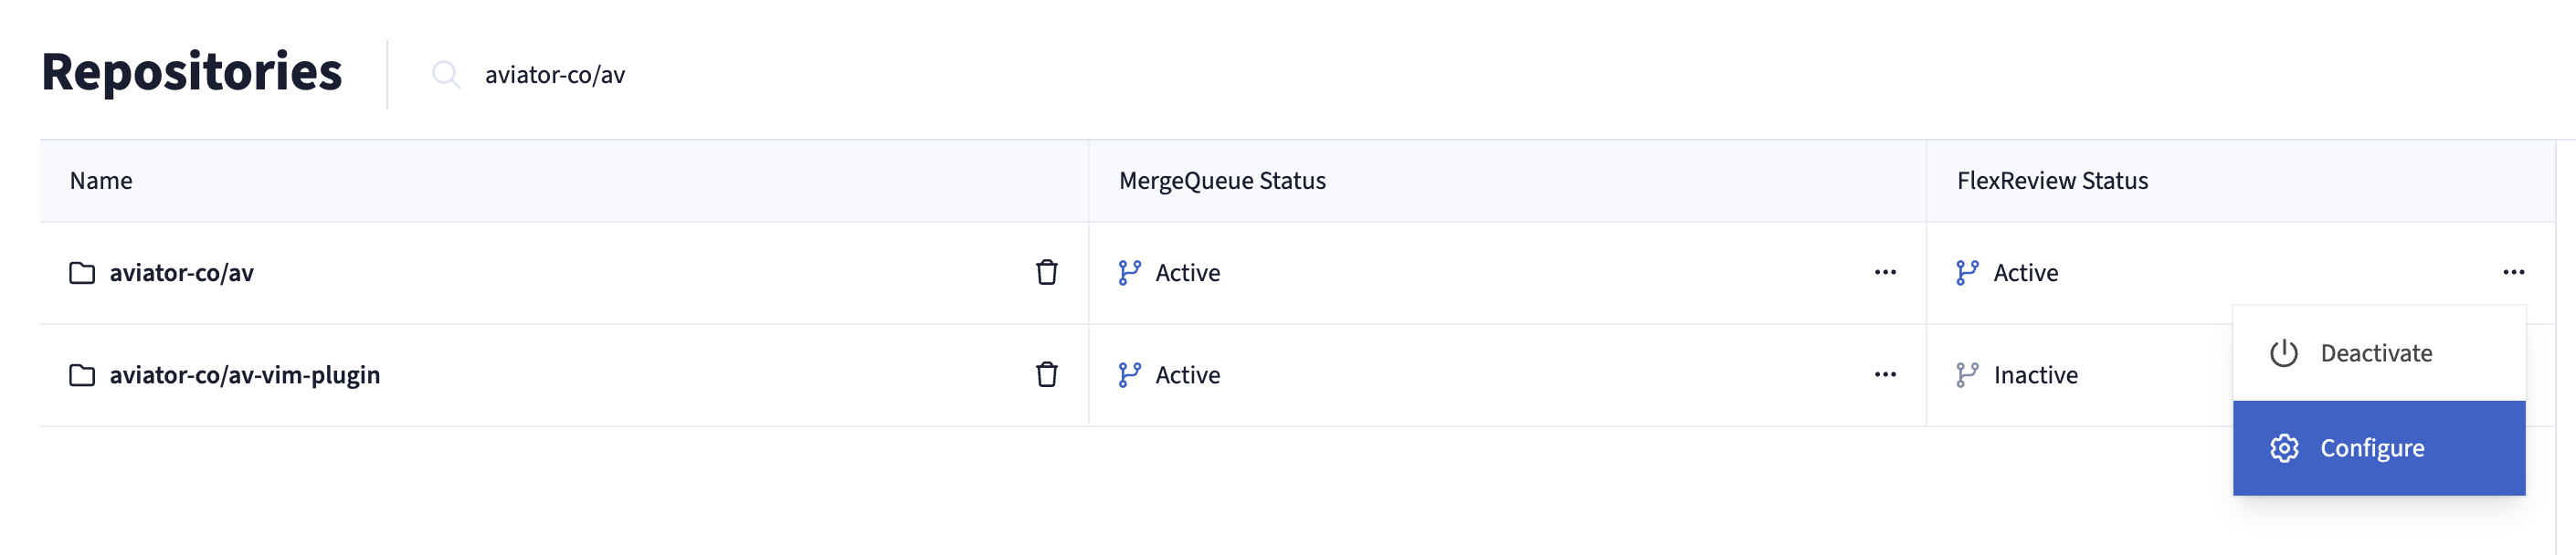 Repositories
aviator-co/av
Name MergeQueue Status FlexReview Status
aviator-co/av Active ... Active ...
Deactivate
aviator-co/av-vim-plugin Active ... Inactive
Configure